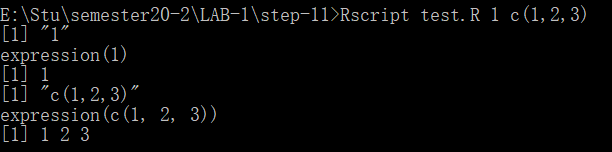 E:\Stu\semester20-2\LAB-1\step-11>Rscript test.R 1 c(1,2,3)
[1] "1"
expression(1)
[1] 1
[1] "c(1,2,3)"
expression(c(1, 2, 3))
[1] 1 2 3